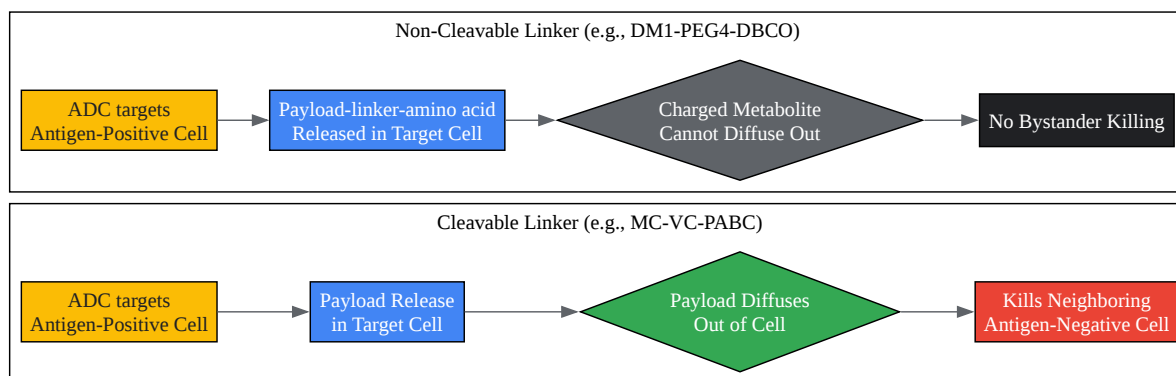 Non-Cleavable Linker (e.g., DM1-PEG4-DBCO)
ADC targets
Antigen-Positive Cell
Payload-linker-amino acid
Released in Target Cell
Charged Metabolite
Cannot Diffuse Out
No Bystander Killing
Cleavable Linker (e.g., MC-VC-PABC)
ADC targets
Antigen-Positive Cell
Payload Release
in Target Cell
Payload Diffuses
Out of Cell
Kills Neighboring
Antigen-Negative Cell